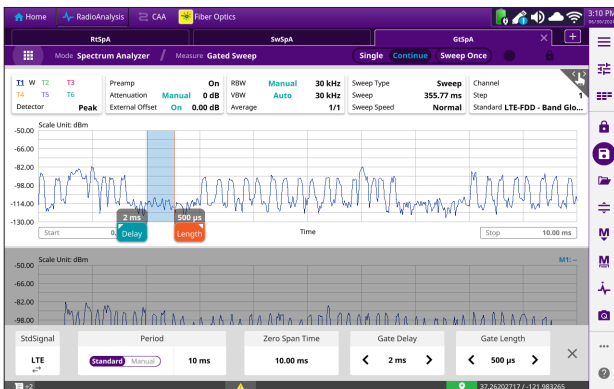 Home RadioAnalysis CAA Fiber Optics 3:10 PM
06/30/2022
RtSpA SwSpA GtSpA × +
Mode Spectrum Analyzer / Measure Gated Sweep Single Continue Sweep Once
T1 W T2 T3 Preamp On RBW Manual 30 kHz Sweep Type Sweep Channel
T4 T5 T6 Attenuation Manual 0 dB VBW Auto 30 kHz Sweep 355.77 ms Step 1
Detector Peak External Offset On 0.00 dB Average 1/1 Sweep Speed Normal Standard LTE-FDD - Band Glo...
Scale Unit: dBm
-50.00
-66.00
-82.00
-98.00
-114.00
-130.00
2 ms 500 µs
Start Delay Length Time Stop 10.00 ms
Scale Unit: dBm M1: --
-50.00
-66.00
-82.00
-98.00
StdSignal Period Zero Span Time Gate Delay Gate Length
LTE Standard Manual 10 ms 10.00 ms < 2 ms > < 500 µs > ×
+2 37.26202717 / -121.983265